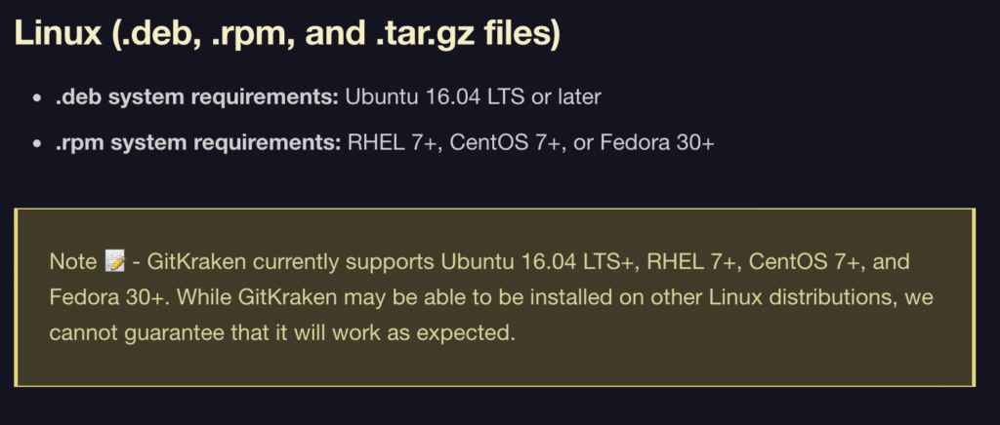 Linux (.deb, .rpm, and .tar.gz files)
• .deb system requirements: Ubuntu 16.04 LTS or later
• .rpm system requirements: RHEL 7+, CentOS 7+, or Fedora 30+
Note 📝 - GitKraken currently supports Ubuntu 16.04 LTS+, RHEL 7+, CentOS 7+, and
Fedora 30+. While GitKraken may be able to be installed on other Linux distributions, we
cannot guarantee that it will work as expected.